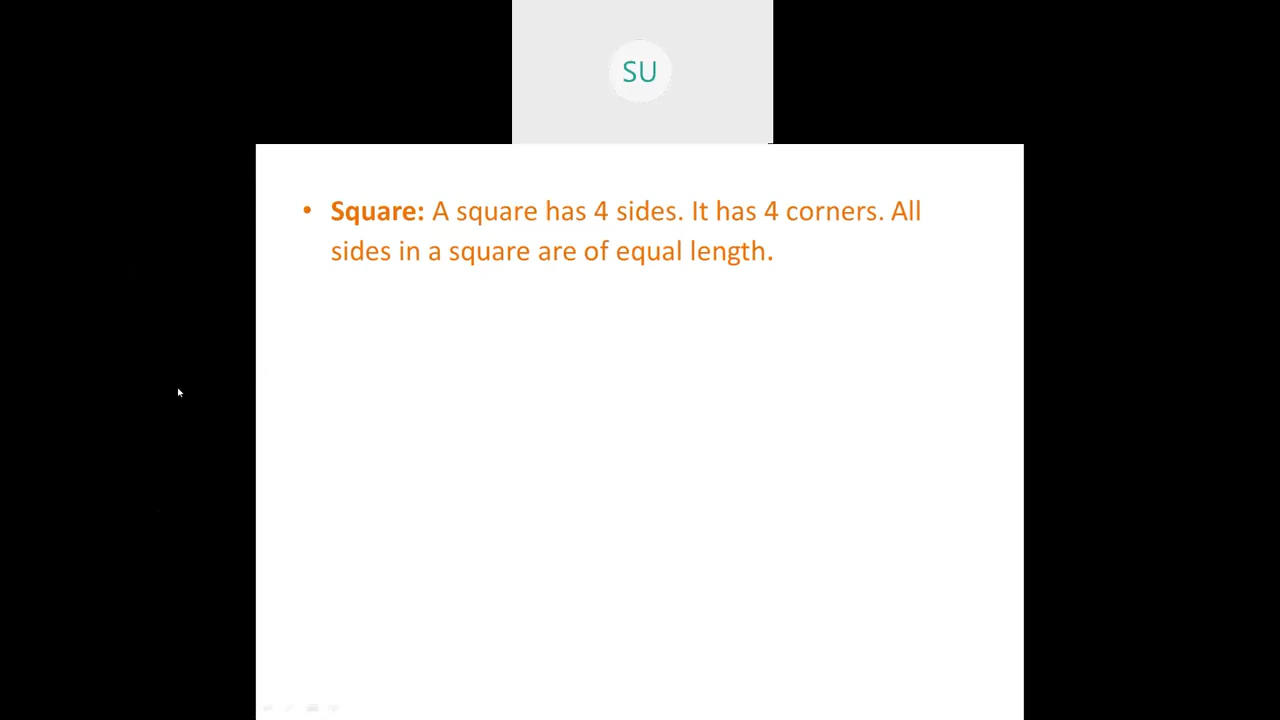 SU
• Square: A square has 4 sides. It has 4 corners. All
sides in a square are of equal length.